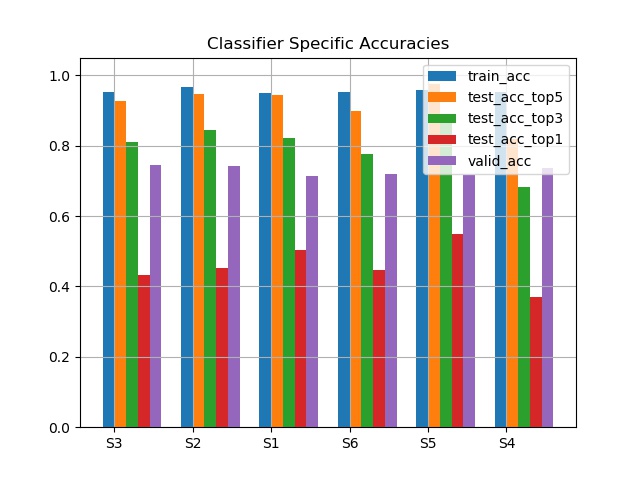 Classifier Specific Accuracies
1.0
0.8
0.6
0.4
0.2
0.0
train_acc
test_acc_top5
test_acc_top3
test_acc_top1
valid_acc
S3 S2 S1 S6 S5 S4